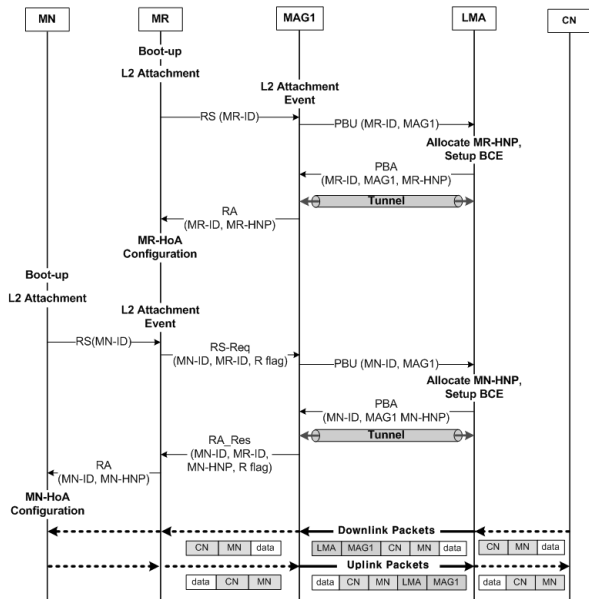 MN MR MAG1 LMA CN
Boot-up
L2 Attachment
L2 Attachment
Event
RS (MR-ID)
PBU (MR-ID, MAG1)
Allocate MR-HNP,
Setup BCE
PBA
(MR-ID, MAG1, MR-HNP)
Tunnel
RA
(MR-ID, MR-HNP)
MR-HoA
Configuration
Boot-up
L2 Attachment
L2 Attachment
Event
RS(MN-ID)
RS-Req
(MN-ID, MR-ID, R flag)
PBU (MN-ID, MAG1)
Allocate MN-HNP,
Setup BCE
PBA
(MN-ID, MAG1 MN-HNP)
Tunnel
RA_Res
(MN-ID, MR-ID,
MN-HNP, R flag)
RA
(MN-ID, MN-HNP)
MN-HoA
Configuration
Downlink Packets
CN MN data
LMA MAG1 CN MN data
CN MN data
Uplink Packets
data CN MN
data CN MN LMA MAG1
data CN MN